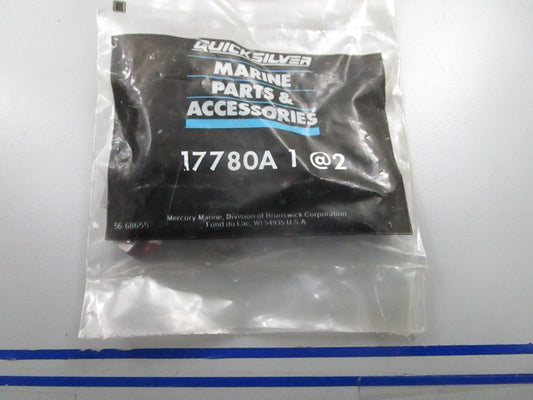 QUICKSILVER
MARINE
PARTS &
ACCESSORIES
17780A 1 @2
Mercury Marine, Division of Brunswick Corporation
Fond du Lac, WI 54935 U.S.A.
56-68655